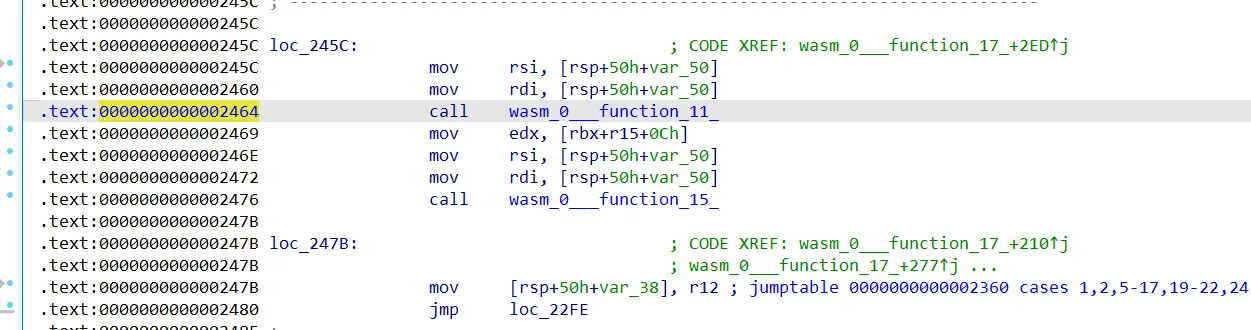 .text:000000000000245C ; ---------------------------------------------------------------------------
.text:000000000000245C
.text:000000000000245C loc_245C: ; CODE XREF: wasm_0___function_17_+2ED↑j
.text:000000000000245C mov rsi, [rsp+50h+var_50]
.text:0000000000002460 mov rdi, [rsp+50h+var_50]
.text:0000000000002464 call wasm_0___function_11_
.text:0000000000002469 mov edx, [rbx+r15+0Ch]
.text:000000000000246E mov rsi, [rsp+50h+var_50]
.text:0000000000002472 mov rdi, [rsp+50h+var_50]
.text:0000000000002476 call wasm_0___function_15_
.text:000000000000247B
.text:000000000000247B loc_247B: ; CODE XREF: wasm_0___function_17_+210↑j
.text:000000000000247B ; wasm_0___function_17_+277↑j ...
.text:000000000000247B mov [rsp+50h+var_38], r12 ; jumptable 0000000000002360 cases 1,2,5-17,19-22,24
.text:0000000000002480 jmp loc_22FE